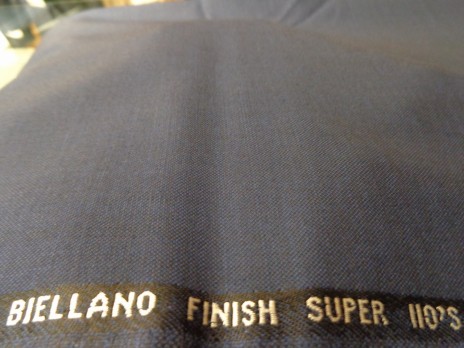 BIELLANO FINISH SUPER 110'S